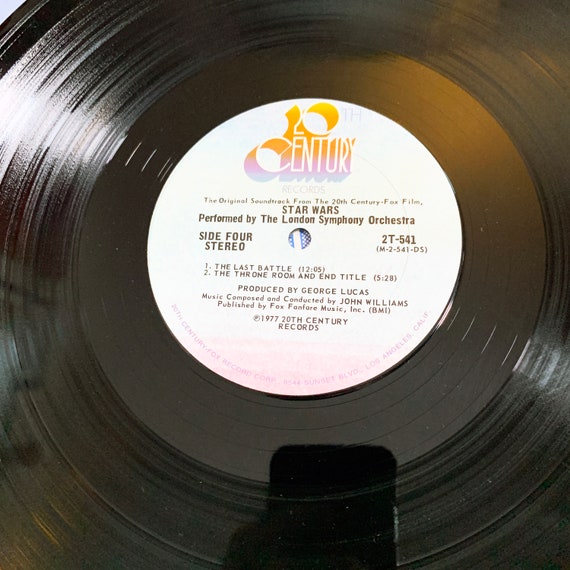 20TH
CENTURY
RECORDS
The Original Soundtrack From The 20th Century-Fox Film,
STAR WARS
Performed by The London Symphony Orchestra
SIDE FOUR 2T-541
STEREO (M-2-541-DS)
1. THE LAST BATTLE (12:05)
2. THE THRONE ROOM AND END TITLE (5:28)
PRODUCED BY GEORGE LUCAS
Music Composed and Conducted by JOHN WILLIAMS
Published by Fox Fanfare Music, Inc. (BMI)
©℗1977 20TH CENTURY
RECORDS
20TH CENTURY-FOX RECORD CORP., 8544 SUNSET BLVD., LOS ANGELES, CALIF.